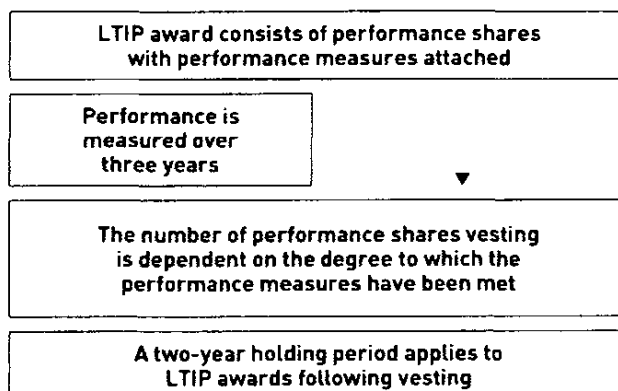 LTIP award consists of performance shares
with performance measures attached
Performance is
measured over
three years
The number of performance shares vesting
is dependent on the degree to which the
performance measures have been met
A two-year holding period applies to
LTIP awards following vesting